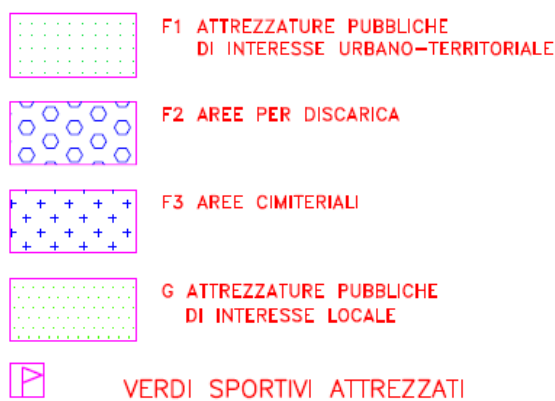 F1 ATTREZZATURE PUBBLICHE
DI INTERESSE URBANO-TERRITORIALE
F2 AREE PER DISCARICA
F3 AREE CIMITERIALI
G ATTREZZATURE PUBBLICHE
DI INTERESSE LOCALE
VERDI SPORTIVI ATTREZZATI